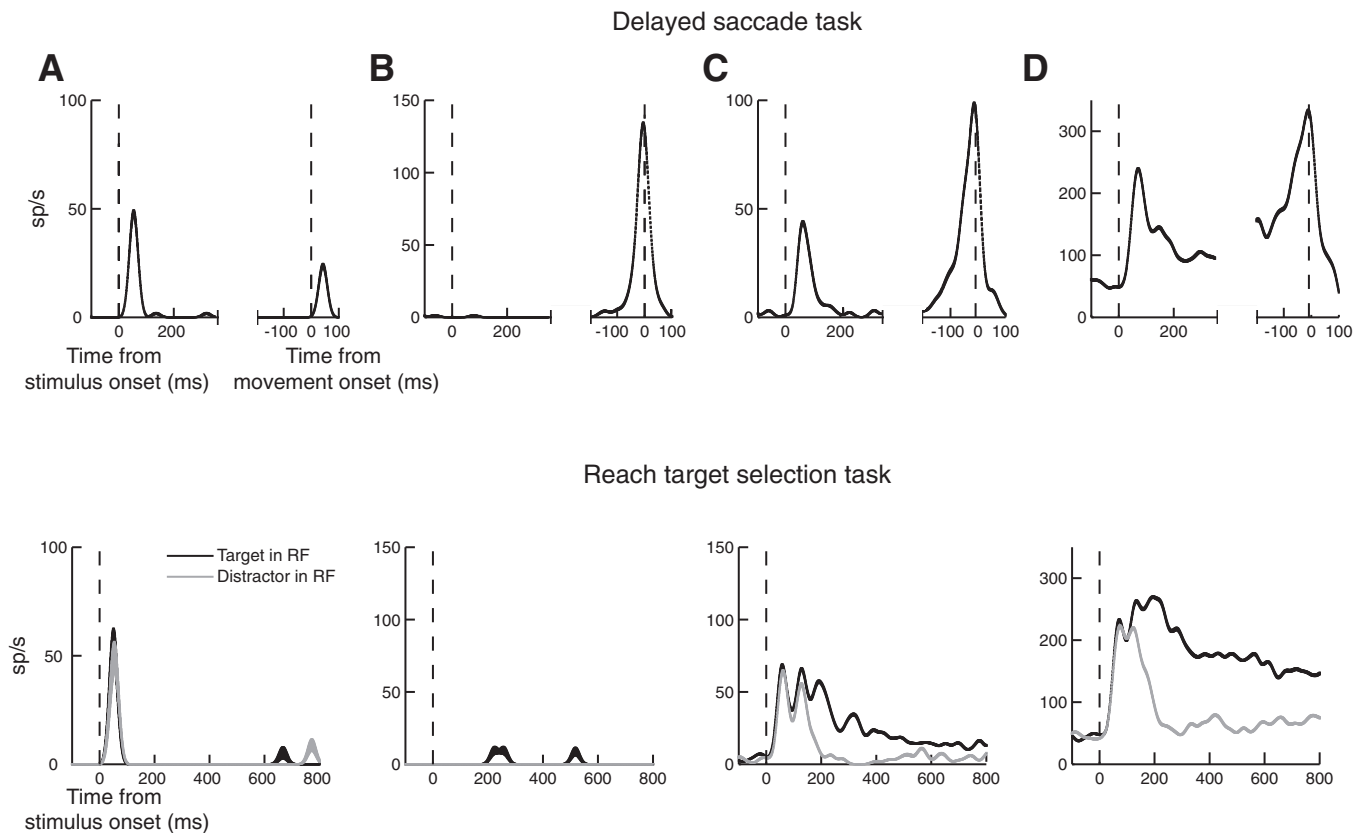 Delayed saccade task
A B C D
100 150 100 300
sp/s
50 100 50 200
50 100
0 0 0 0
0 200 -100 0 100 0 200 -100 0 100 0 200 -100 0 100 0 200 -100 0 100
Time from Time from
stimulus onset (ms) movement onset (ms)
Reach target selection task
100 150 150 300
Target in RF
Distractor in RF
sp/s
50 100 100 200
50 50 100
0 0 0 0
0 200 400 600 800 0 200 400 600 800 0 200 400 600 800 0 200 400 600 800
Time from
stimulus onset (ms)